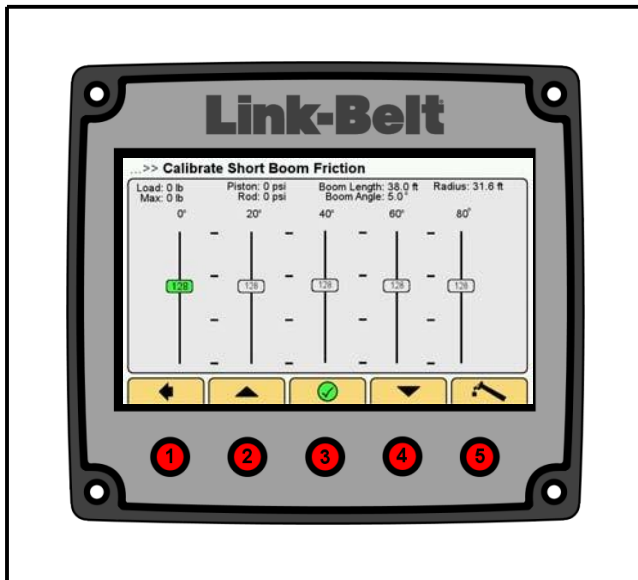 Link-Belt
...>> Calibrate Short Boom Friction
Load: 0 lb Piston: 0 psi Boom Length: 38.0 ft Radius: 31.6 ft
Max: 0 lb Rod: 0 psi Boom Angle: 5.0°
0° 20° 40° 60° 80°
128 128 128 128 128
1 2 3 4 5